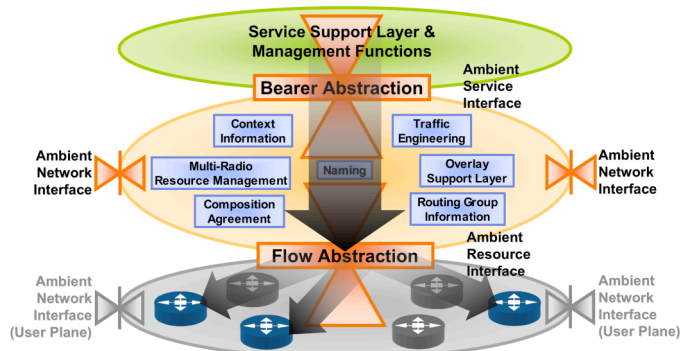 Service Support Layer &
Management Functions
Ambient
Service
Interface
Bearer Abstraction
Context
Information
Traffic
Engineering
Ambient
Network
Interface
Multi-Radio
Resource Management
Naming
Overlay
Support Layer
Ambient
Network
Interface
Composition
Agreement
Routing Group
Information
Flow Abstraction
Ambient
Resource
Interface
Ambient
Network
Interface
(User Plane)
Ambient
Network
Interface
(User Plane)